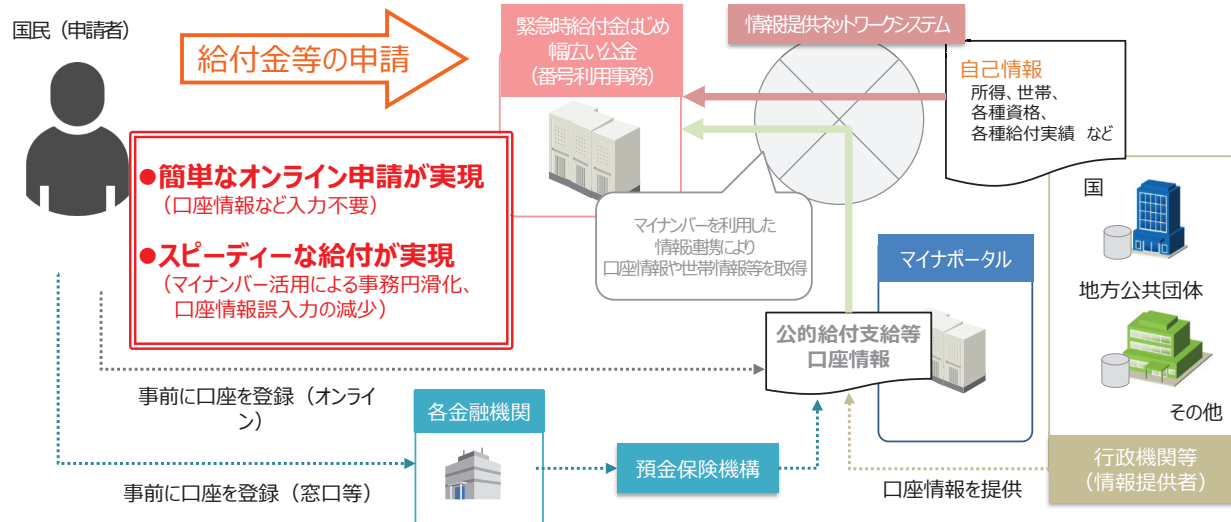 国民（申請者）
給付金等の申請
緊急時給付金はじめ
幅広い公金
（番号利用事務）
情報提供ネットワークシステム
自己情報
所得、世帯、
各種資格、
各種給付実績 など
●簡単なオンライン申請が実現
（口座情報など入力不要）
●スピーディーな給付が実現
（マイナンバー活用による事務円滑化、
口座情報誤入力の減少）
マイナンバーを利用した
情報連携により
口座情報や世帯情報等を取得
マイナポータル
国
地方公共団体
その他
公的給付支給等
口座情報
事前に口座を登録（オンライ
ン）
各金融機関
預金保険機構
事前に口座を登録（窓口等）
口座情報を提供
行政機関等
（情報提供者）